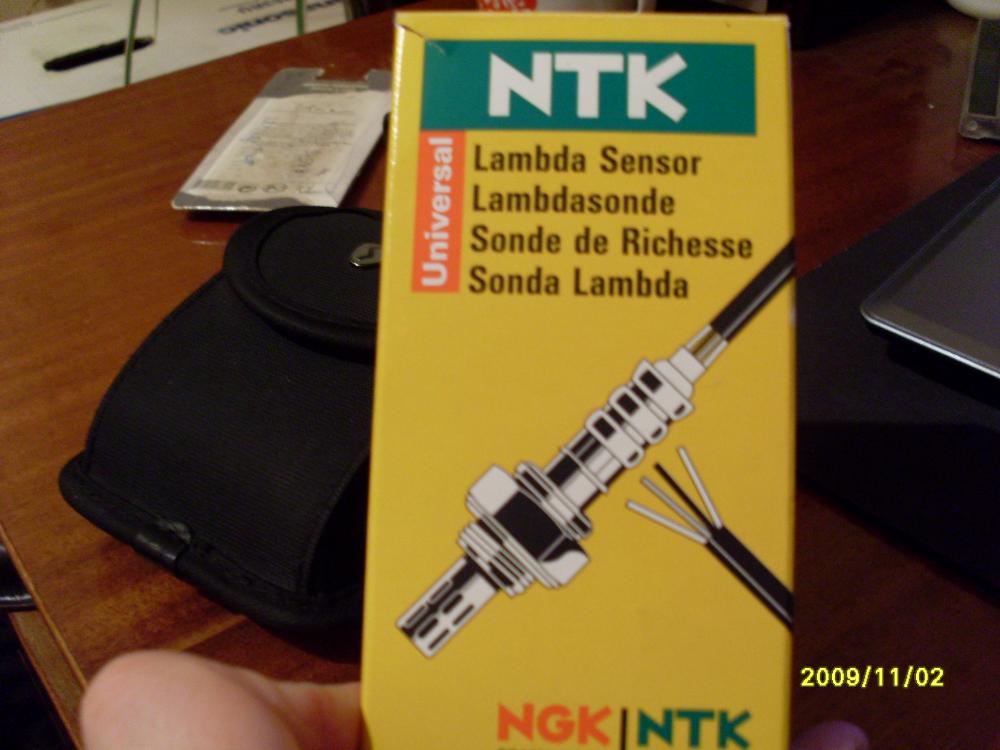 NTK
Universal
Lambda Sensor
Lambdasonde
Sonde de Richesse
Sonda Lambda
NGK | NTK
2009/11/02